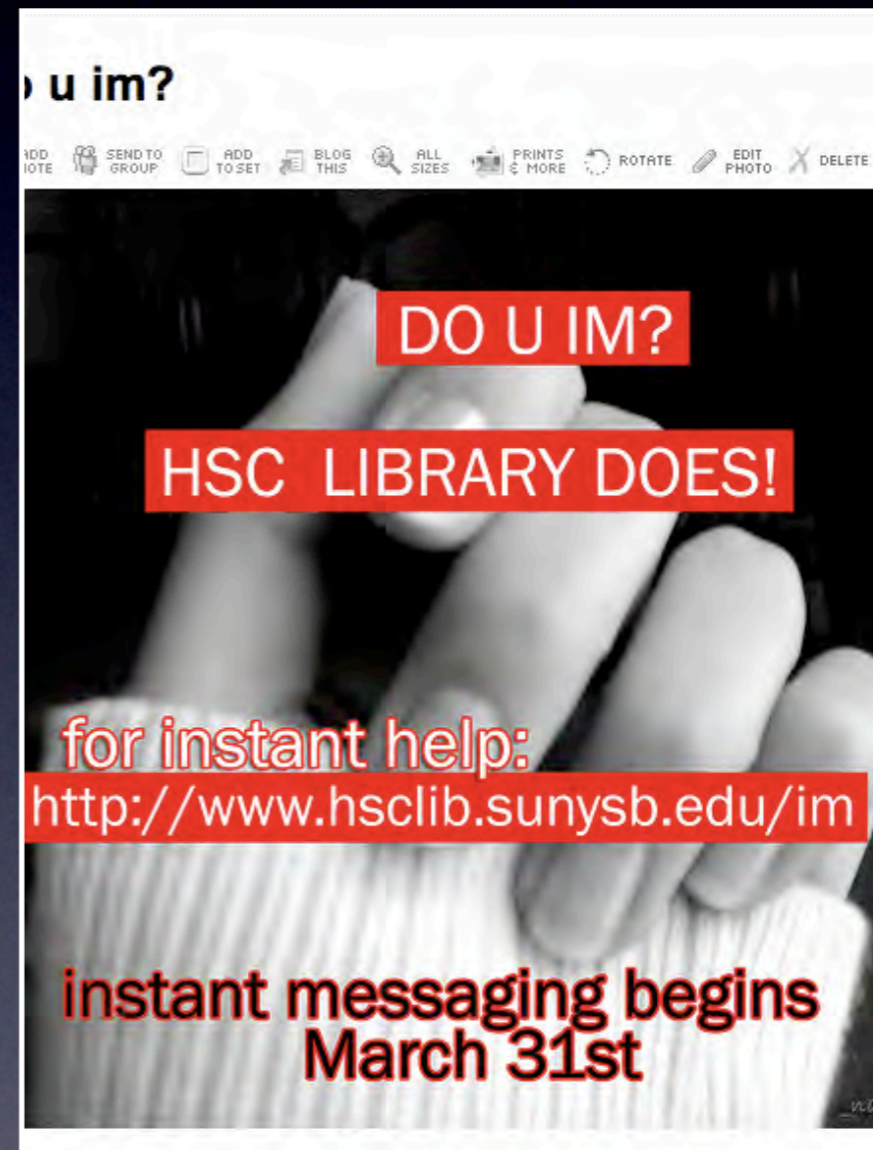 u im?
SEND TO GROUP
ADD TO SET
BLOG THIS
ALL SIZES
PRINTS & MORE
ROTATE
EDIT PHOTO
DELETE
DO U IM?
HSC LIBRARY DOES!
for instant help:
http://www.hsclib.sunysb.edu/im
instant messaging begins
March 31st